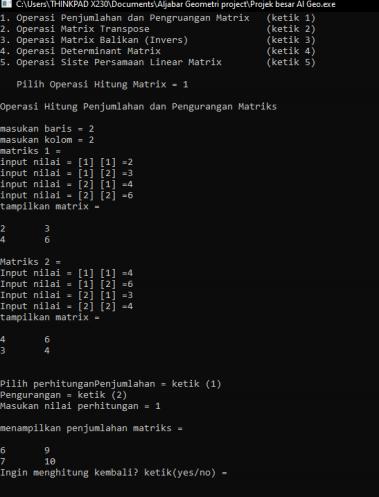 C:\Users\THINKPAD X230\Documents\Aljabar Geometri project\Projek besar Al Geo.exe
1. Operasi Penjumlahan dan Pengruangan Matrix (ketik 1)
2. Operasi Matrix Transpose (ketik 2)
3. Operasi Matrix Balikan (Invers) (ketik 3)
4. Operasi Determinant Matrix (ketik 4)
5. Operasi Siste Persamaan Linear Matrix (ketik 5)
Pilih Operasi Hitung Matrix = 1
Operasi Hitung Penjumlahan dan Pengurangan Matriks
masukan baris = 2
masukan kolom = 2
matriks 1 =
input nilai = [1] [1] =2
input nilai = [1] [2] =3
input nilai = [2] [1] =4
input nilai = [2] [2] =6
tampilkan matrix =
2 3
4 6
Matriks 2 =
Input nilai = [1] [1] =4
Input nilai = [1] [2] =6
Input nilai = [2] [1] =3
Input nilai = [2] [2] =4
tampilkan matrix =
4 6
3 4
Pilih perhitunganPenjumlahan = ketik (1)
Pengurangan = ketik (2)
Masukan nilai perhitungan = 1
menampilkan penjumlahan matriks =
6 9
7 10
Ingin menghitung kembali? ketik(yes/no) =